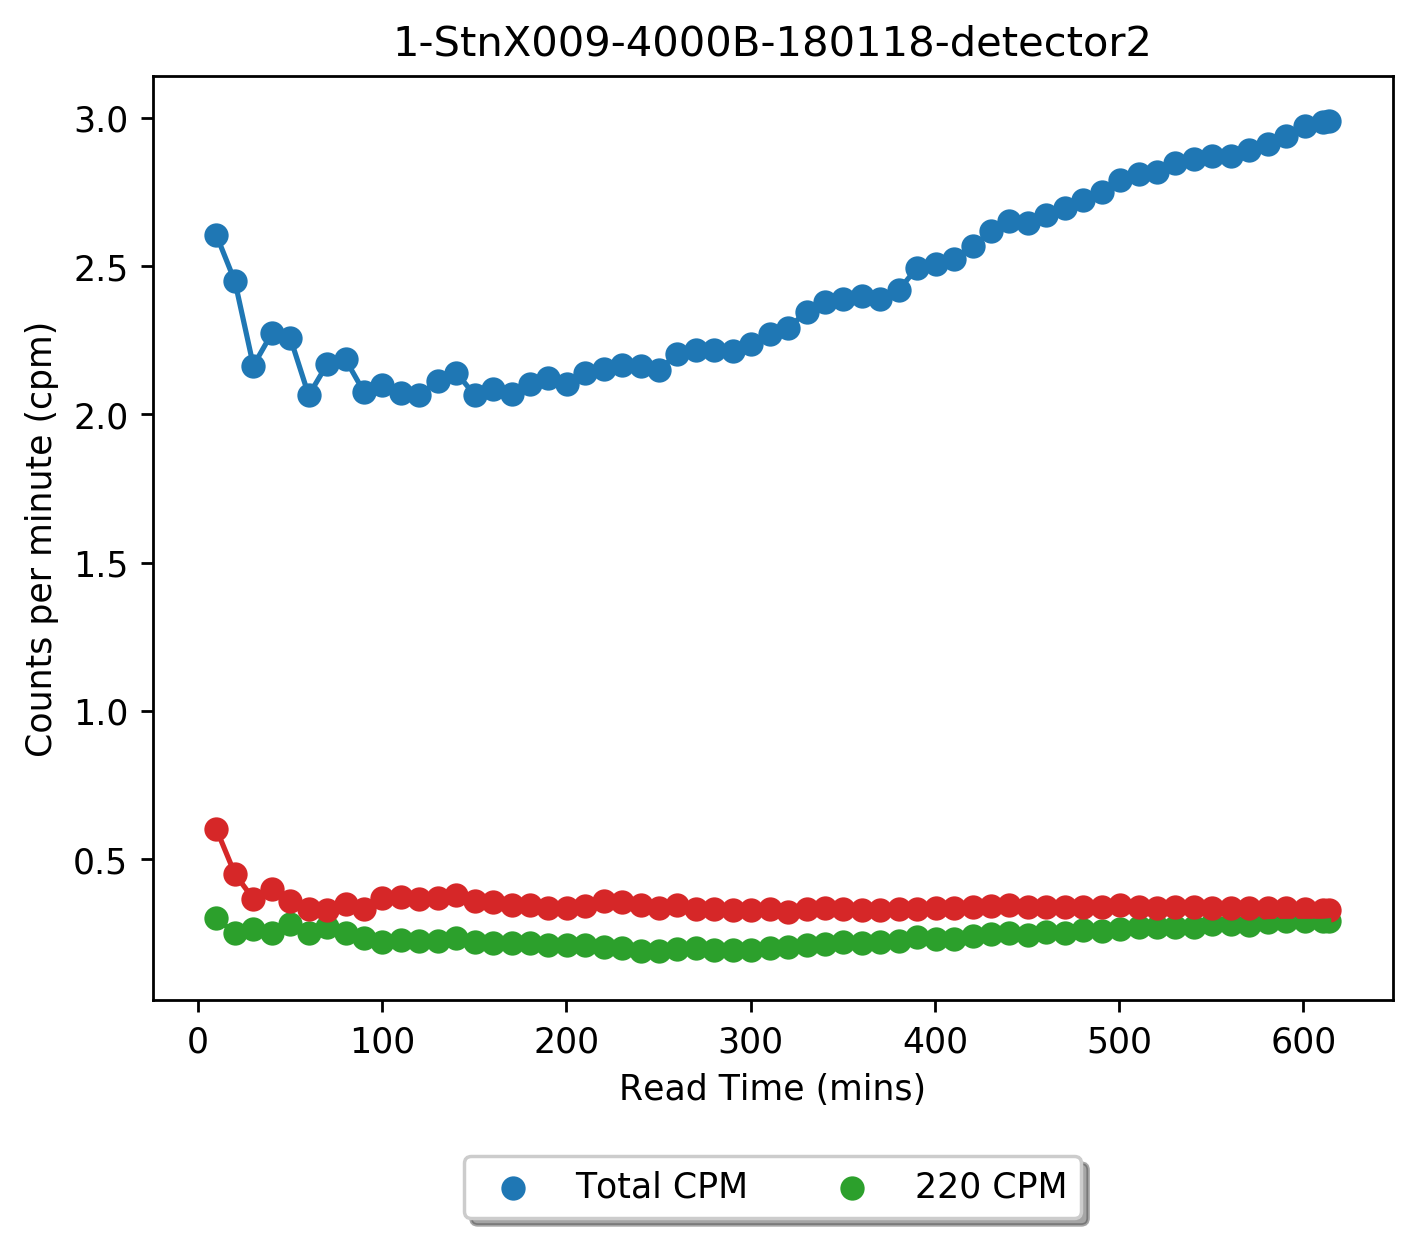 1-StnX009-4000B-180118-detector2
Counts per minute (cpm)
3.0
2.5
2.0
1.5
1.0
0.5
0 100 200 300 400 500 600
Read Time (mins)
Total CPM 220 CPM